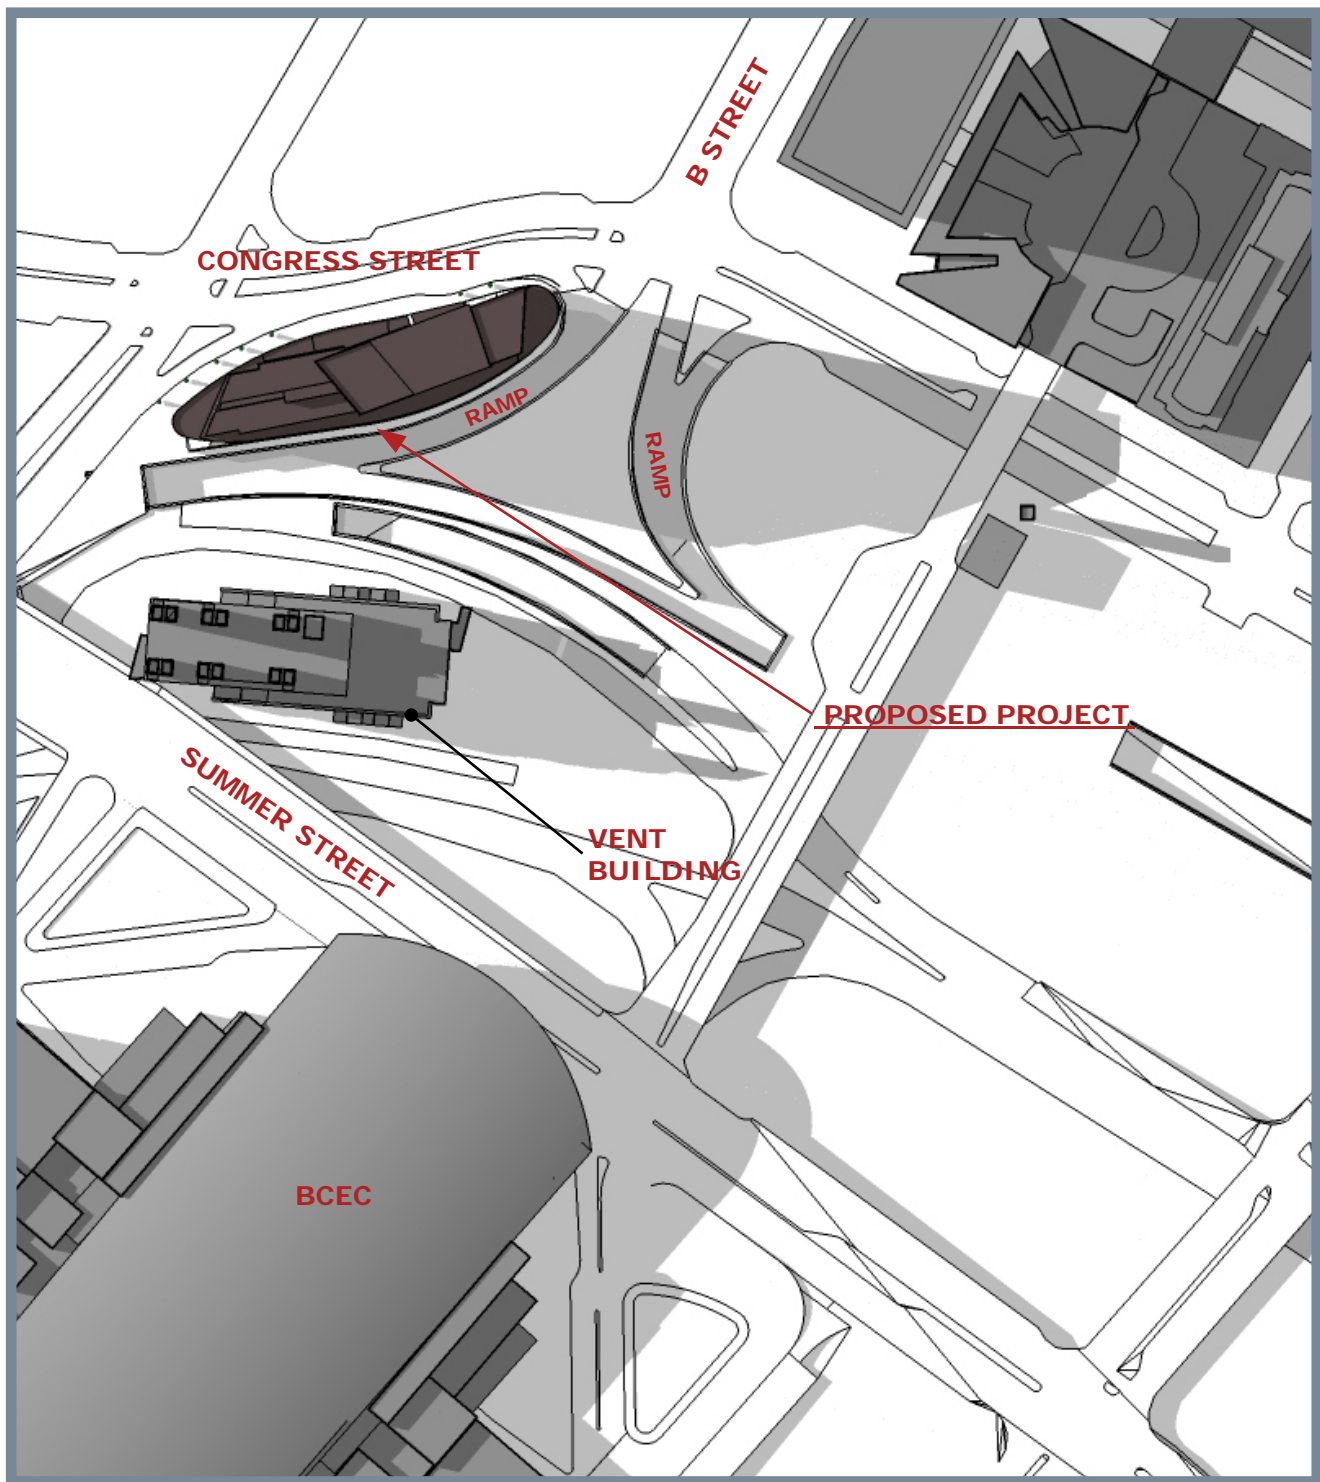 B STREET
CONGRESS STREET
RAMP
RAMP
PROPOSED PROJECT
SUMMER STREET
VENT
BUILDING
BCEC